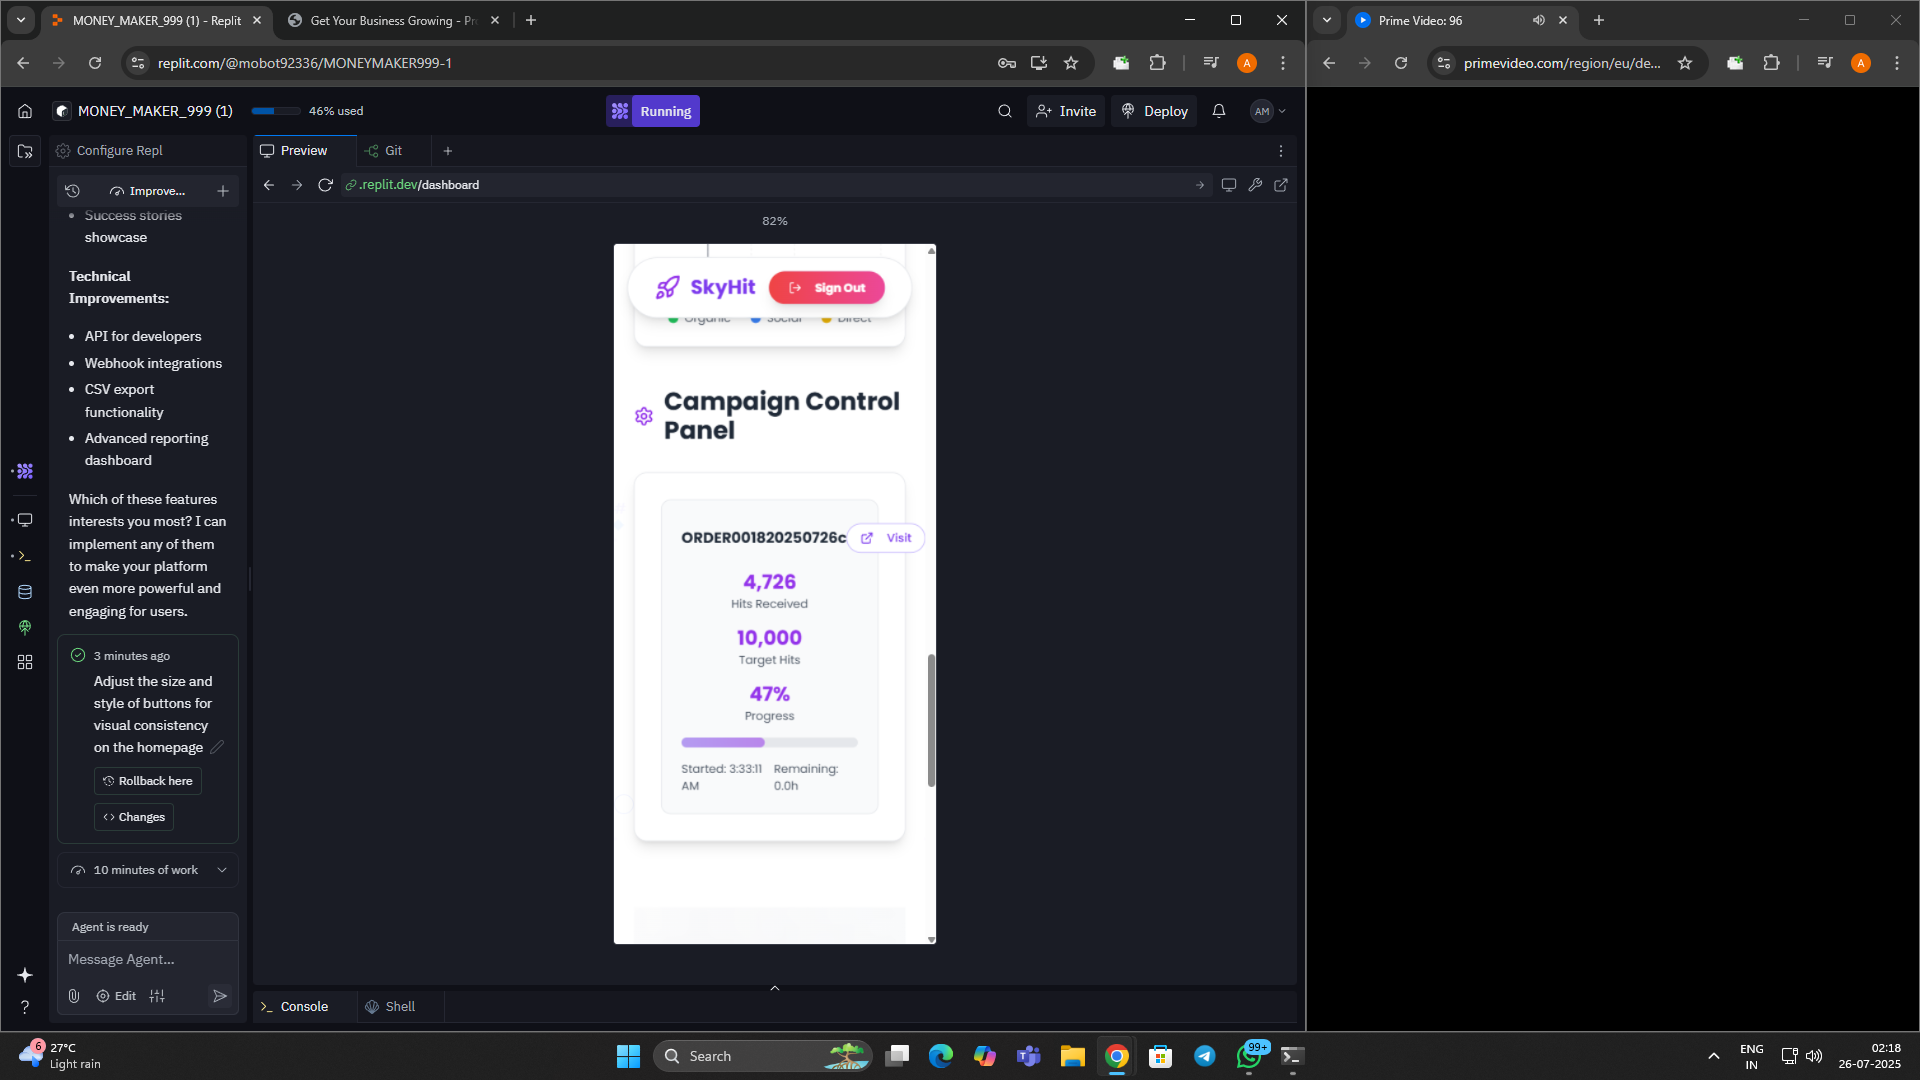 MONEY_MAKER_999 (1) - Replit
Get Your Business Growing - Pr
Prime Video: 96
replit.com/@mobot92336/MONEYMAKER999-1
A
primevideo.com/region/eu/de...
A
MONEY_MAKER_999 (1)
46% used
Running
Invite
Deploy
AM
Configure Repl
Preview
Git
Improve...
.replit.dev/dashboard
82%
Success stories
showcase
Technical
Improvements:
API for developers
Webhook integrations
CSV export
functionality
Advanced reporting
dashboard
Which of these features
interests you most? I can
implement any of them
to make your platform
even more powerful and
engaging for users.
3 minutes ago
Adjust the size and
style of buttons for
visual consistency
on the homepage
Rollback here
Changes
10 minutes of work
Agent is ready
Message Agent...
Edit
SkyHit
Sign Out
Organic
Social
Direct
Campaign Control
Panel
ORDER001820250726c
Visit
4,726
Hits Received
10,000
Target Hits
47%
Progress
Started: 3:33:11
AM
Remaining:
0.0h
Console
Shell
6
27°C
Light rain
Search
99+
ENG
IN
02:18
26-07-2025